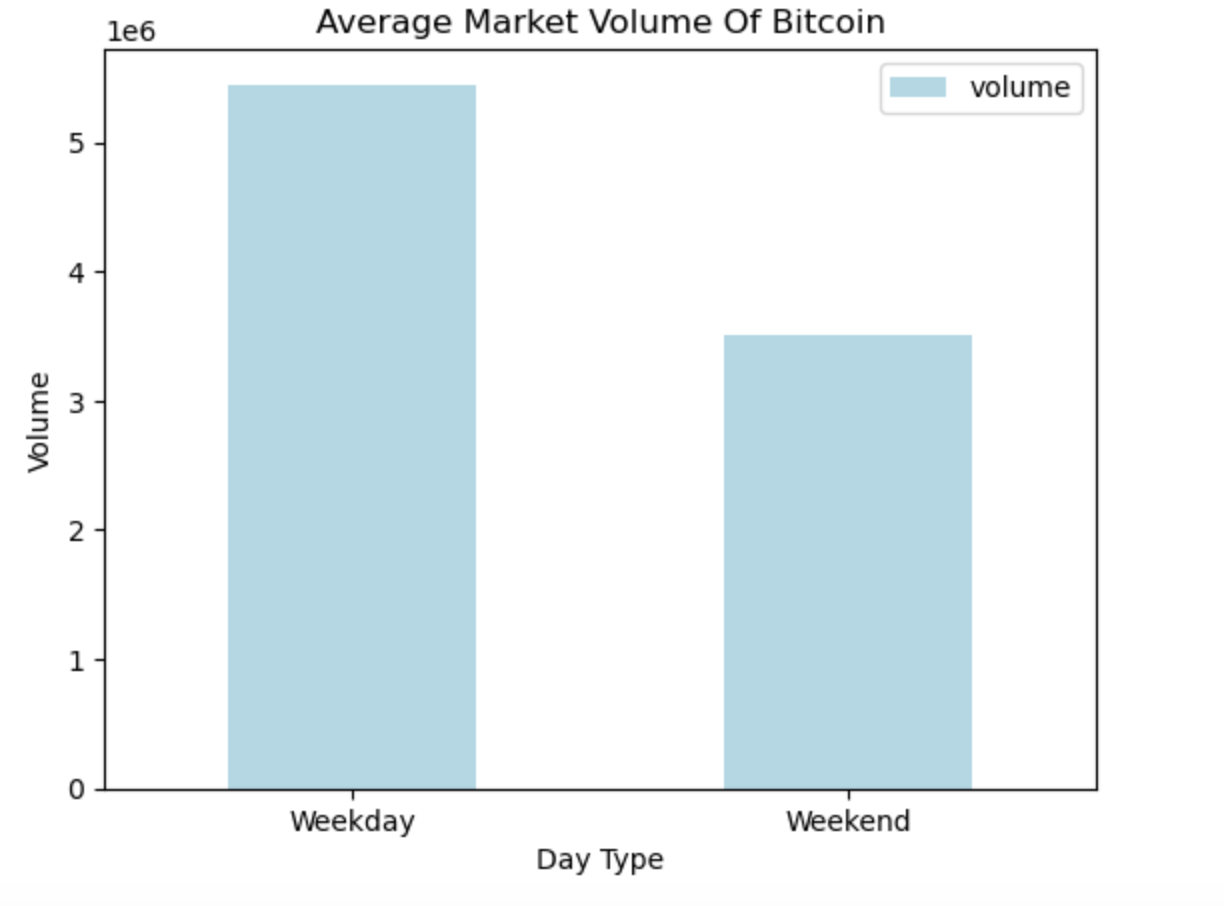 Average Market Volume Of Bitcoin
1e6
volume
5
4
3
2
1
0
Volume
Weekday Weekend
Day Type